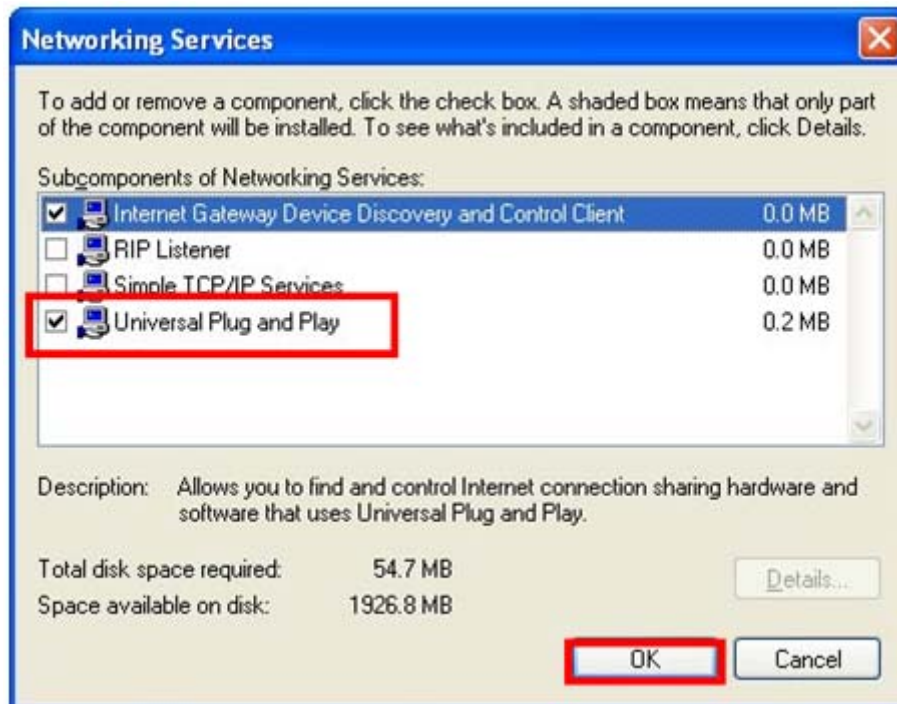 Networking Services
To add or remove a component, click the check box. A shaded box means that only part
of the component will be installed. To see what's included in a component, click Details.
Subcomponents of Networking Services:
Internet Gateway Device Discovery and Control Client 0.0 MB
RIP Listener 0.0 MB
Simple TCP/IP Services 0.0 MB
Universal Plug and Play 0.2 MB
Description: Allows you to find and control Internet connection sharing hardware and
software that uses Universal Plug and Play.
Total disk space required: 54.7 MB
Space available on disk: 1926.8 MB
Details...
OK Cancel